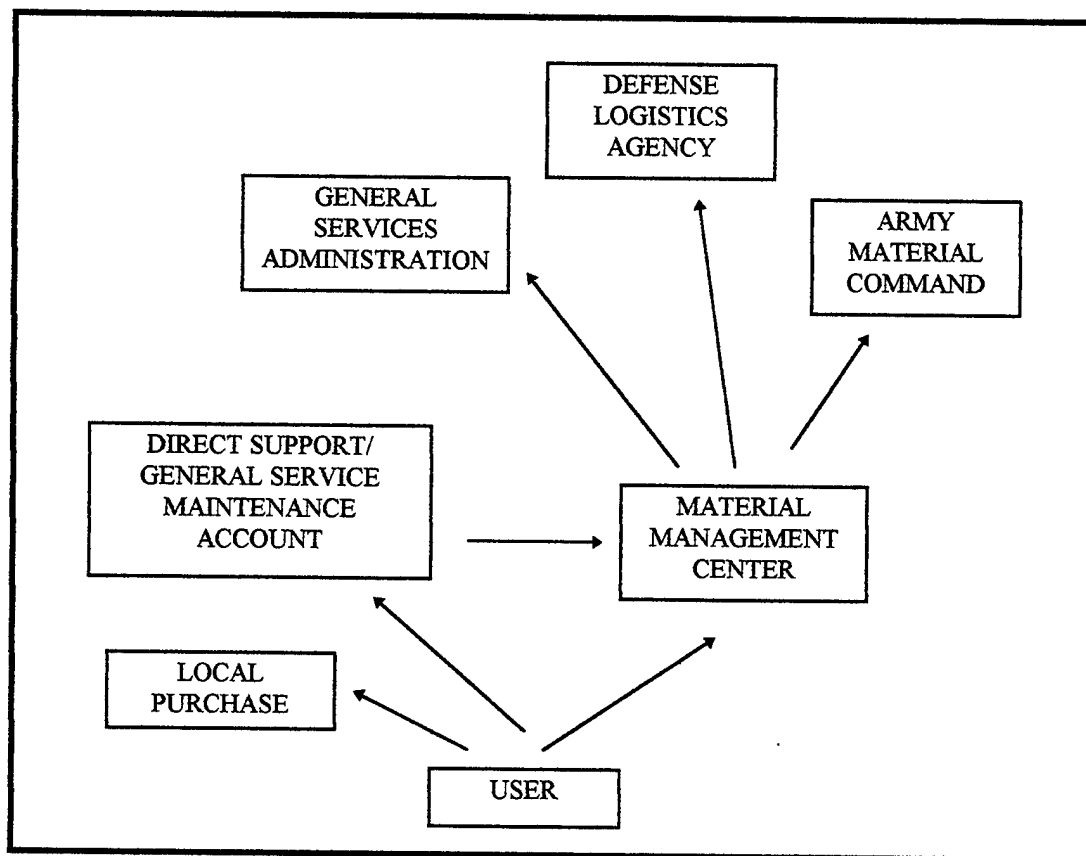 DEFENSE
LOGISTICS
AGENCY
GENERAL
SERVICES
ADMINISTRATION
ARMY
MATERIAL
COMMAND
DIRECT SUPPORT/
GENERAL SERVICE
MAINTENANCE
ACCOUNT
MATERIAL
MANAGEMENT
CENTER
LOCAL
PURCHASE
USER